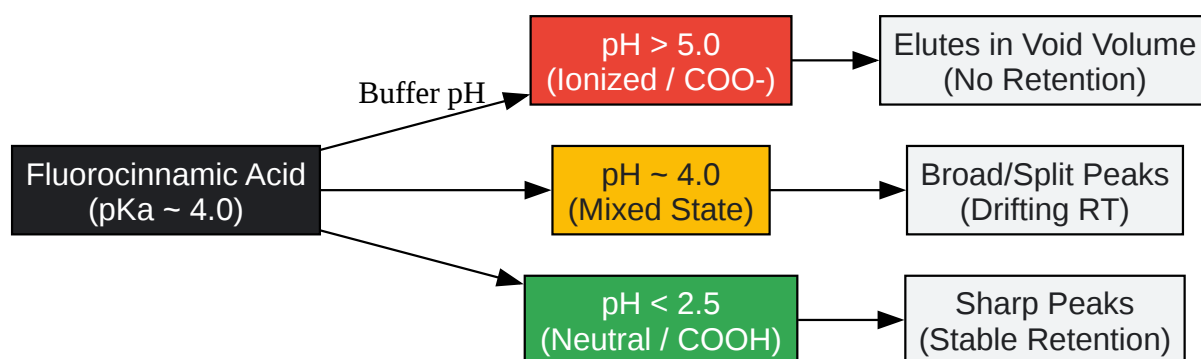 Fluorocinnamic Acid
(pKa ~ 4.0)
Buffer pH
pH > 5.0
(Ionized / COO-)
Elutes in Void Volume
(No Retention)
pH ~ 4.0
(Mixed State)
Broad/Split Peaks
(Drifting RT)
pH < 2.5
(Neutral / COOH)
Sharp Peaks
(Stable Retention)